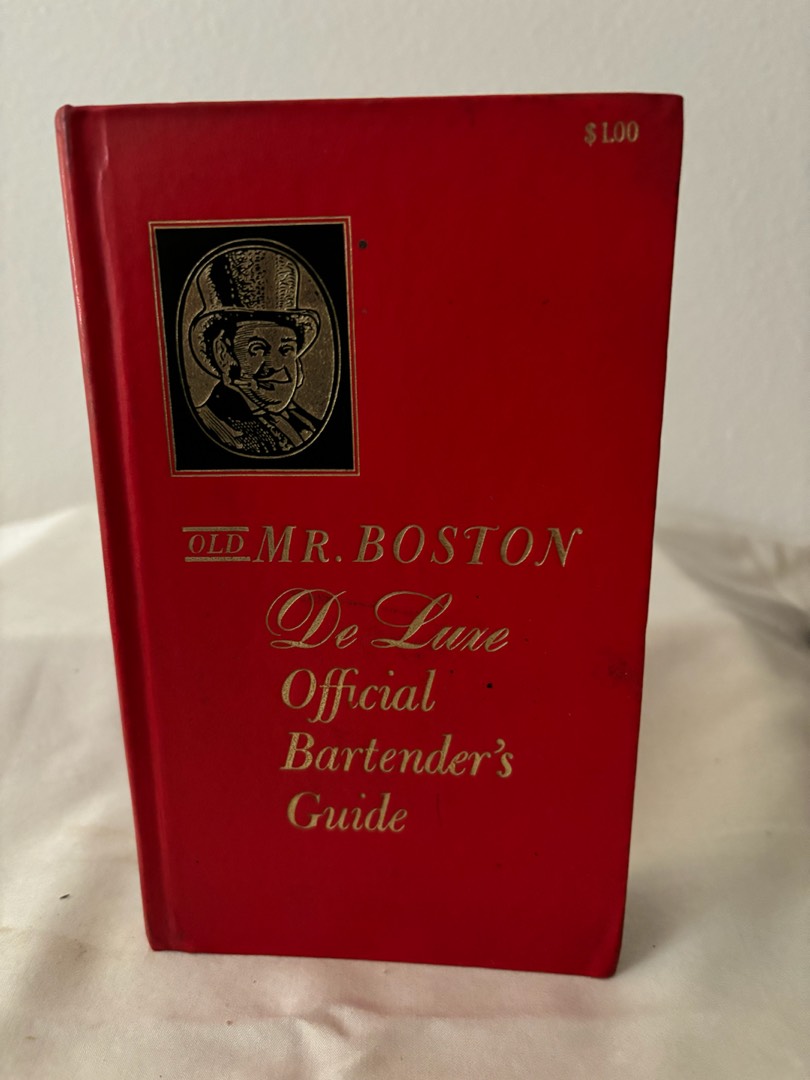 $1.00
OLD MR. BOSTON
De Luxe
Official
Bartender's
Guide